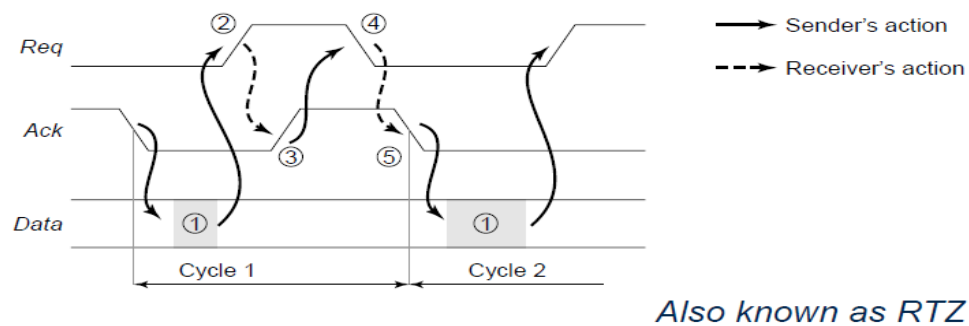 ② ④ Sender's action
Req
Receiver's action
Ack
③ ⑤
Data ① ①
Cycle 1 Cycle 2
Also known as RTZ